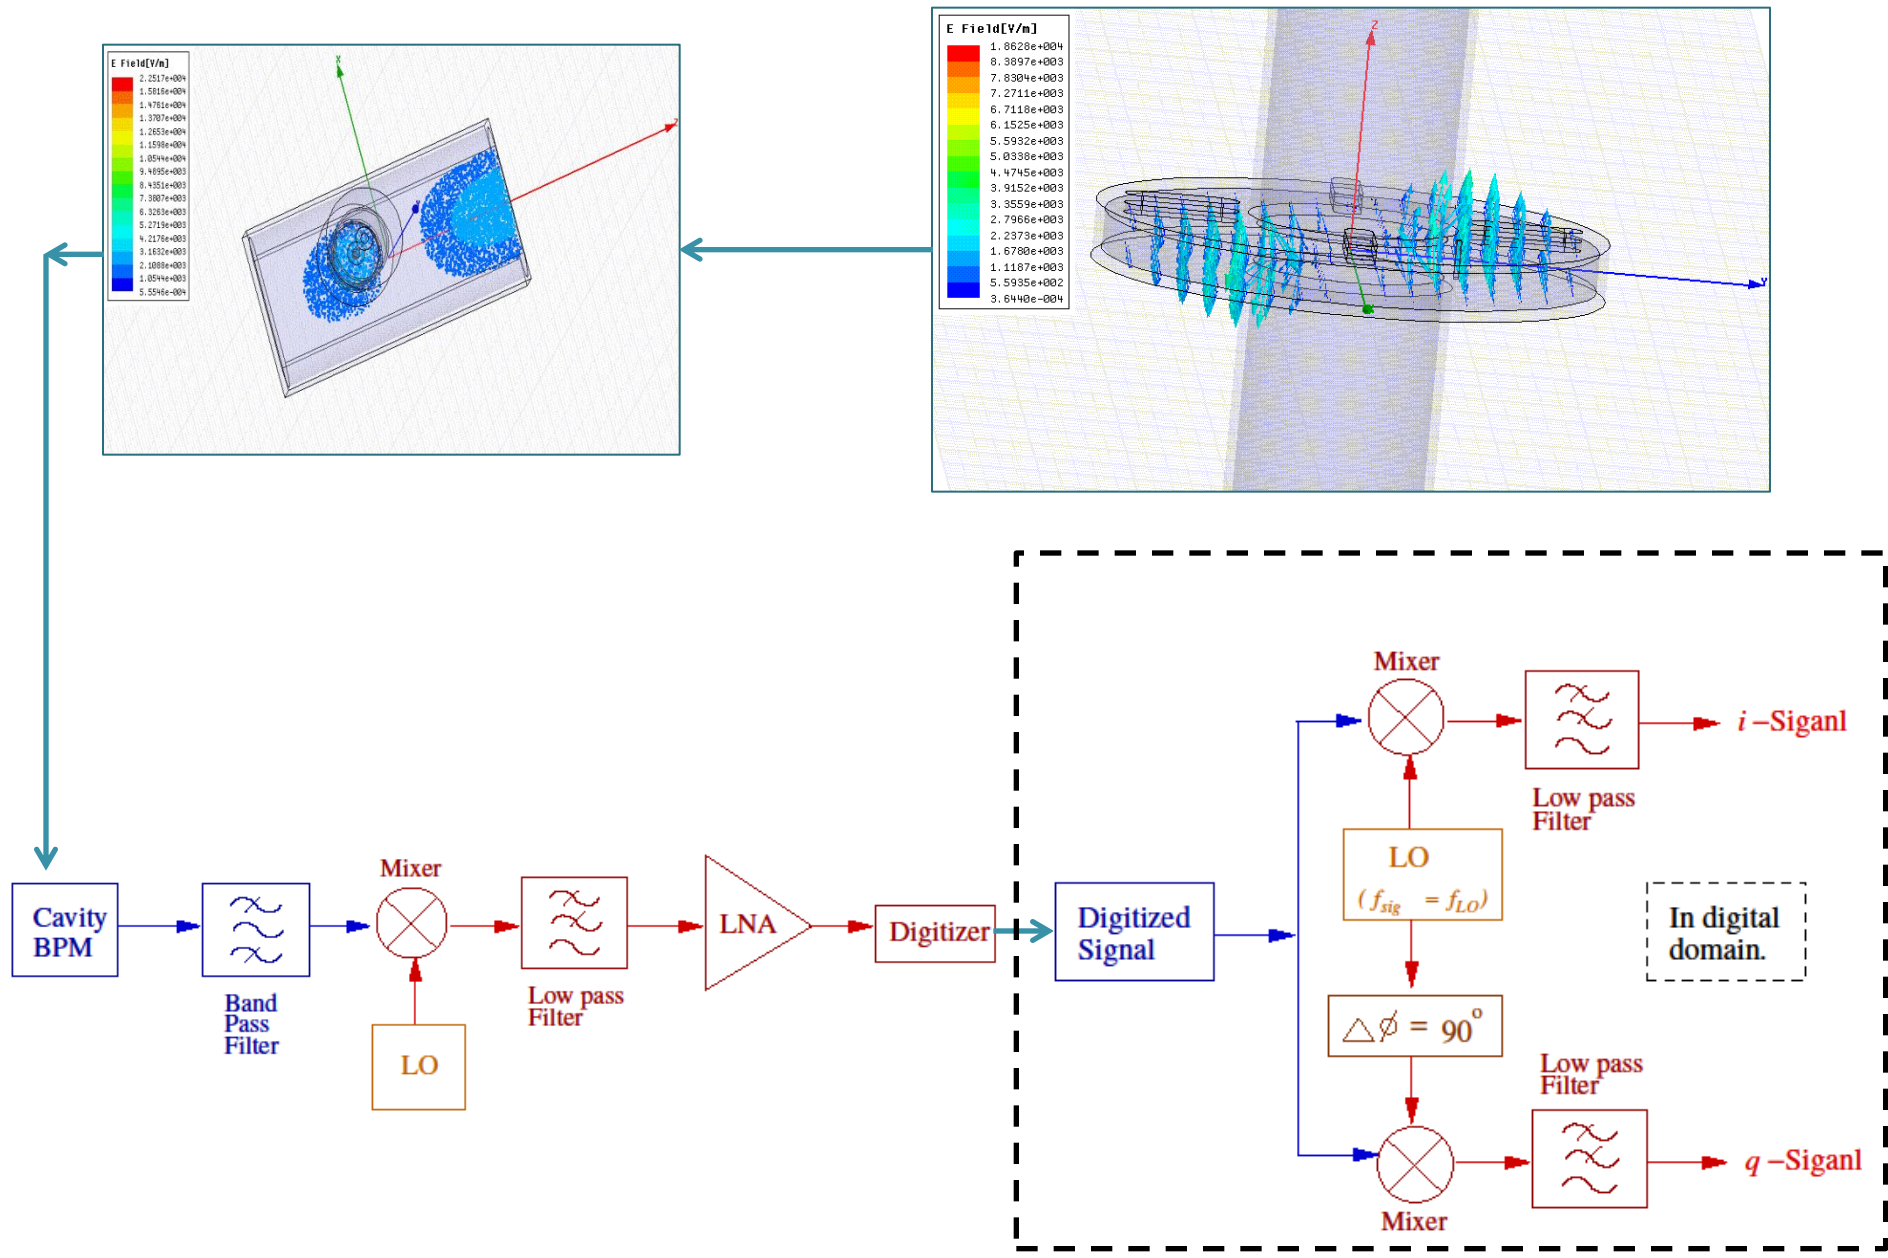 E Field[V/m]
2.2517e+004
1.5816e+004
1.4761e+004
1.3707e+004
1.2653e+004
1.1598e+004
1.0544e+004
9.4895e+003
8.4351e+003
7.3807e+003
6.3263e+003
5.2719e+003
4.2176e+003
3.1632e+003
2.1088e+003
1.0544e+003
5.5546e-004
X
Z
E Field[V/m]
1.8628e+004
8.3897e+003
7.8304e+003
7.2711e+003
6.7118e+003
6.1525e+003
5.5932e+003
5.0338e+003
4.4745e+003
3.9152e+003
3.3559e+003
2.7966e+003
2.2373e+003
1.6780e+003
1.1187e+003
5.5935e+002
3.6440e-004
Z
Y
Cavity
BPM
Band
Pass
Filter
Mixer
LO
Low pass
Filter
LNA
Digitizer
Digitized
Signal
Mixer
Low pass
Filter
i –Siganl
LO
( fsig = fLO)
△ϕ = 90°
In digital
domain.
Low pass
Filter
Mixer
q –Siganl